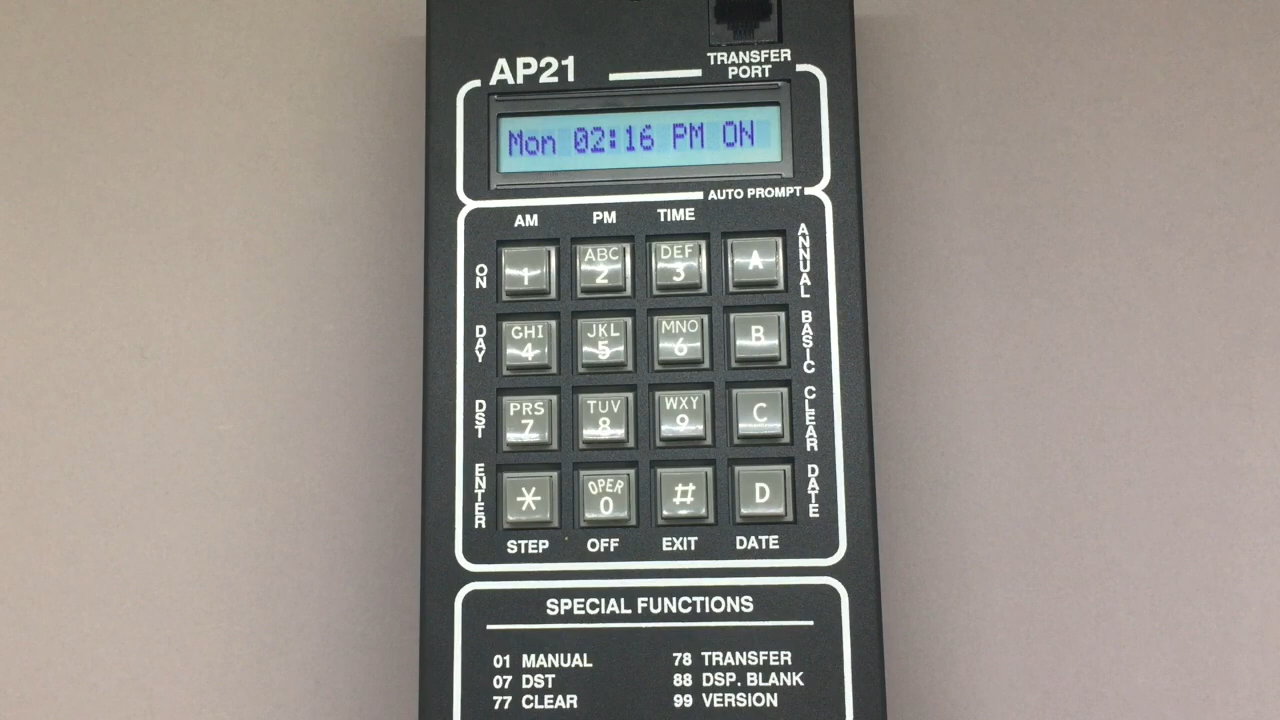 TRANSFER
PORT
AP21
Mon 02:16 PM ON
AUTO PROMPT
AM PM TIME
ON 1 ABC 2 DEF 3 A ANNUAL
DAY GHI 4 JKL 5 MNO 6 B BASIC
DST PRS 7 TUV 8 WXY 9 C CLEAR
ENTER * OPER 0 # D DATE
STEP OFF EXIT DATE
SPECIAL FUNCTIONS
01 MANUAL 78 TRANSFER
07 DST 88 DSP. BLANK
77 CLEAR 99 VERSION